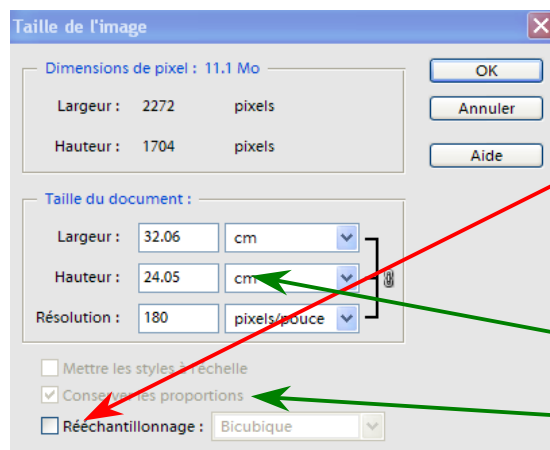 Taille de l'image
Dimensions de pixel : 11.1 Mo
OK
Largeur : 2272 pixels
Annuler
Hauteur : 1704 pixels
Aide
Taille du document :
Largeur : 32.06 cm
Hauteur : 24.05 cm
Résolution : 180 pixels/pouce
Mettre les styles à l'échelle
Conserver les proportions
Rééchantillonnage : Bicubique